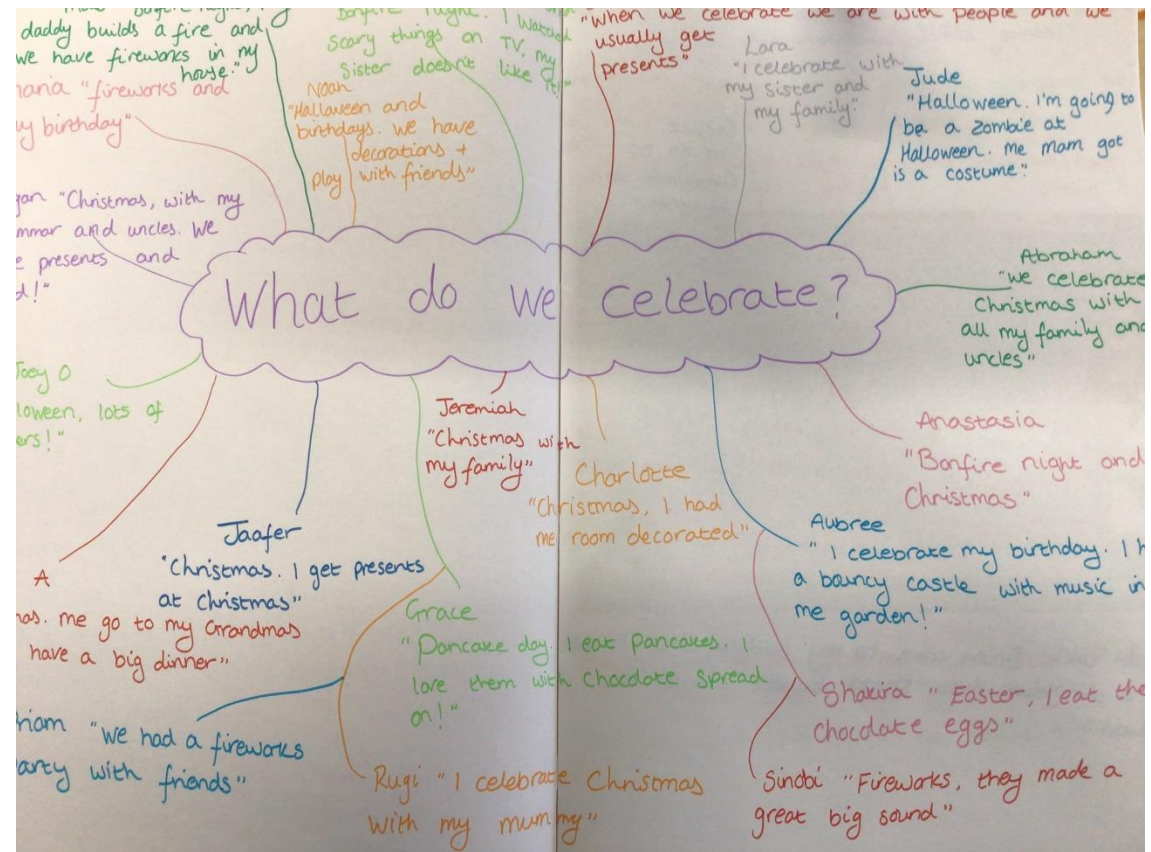 daddy builds a fire and
we have fireworks in my
house."
"fireworks and
birthday"
Noah
"Halloween and
birthdays. We have
decorations +
play with friends"
Bonfire Night. I watched
scary things on TV, my
sister doesn't like it!"
"When we celebrate we are with people and we
usually get
presents"
Lara
"I celebrate with
my sister and
my family."
Jude
"Halloween. I'm going to
be a zombie at
Halloween. me mam got
is a costume."
"Christmas, with my
and uncles. We
presents and
What do we celebrate?
Abraham
"We celebrate
Christmas with
all my family and
uncles"
Joey O
lots of
Jeremiah
"Christmas with
my family"
Charlotte
"Christmas, I had
me room decorated"
Anastasia
"Bonfire night and
Christmas"
Jaafer
"Christmas. I get presents
at Christmas"
Aubree
"I celebrate my birthday. I h
a bouncy castle with music in
me garden!"
A
me go to my Grandmas
have a big dinner"
Grace
"Pancake day. I eat pancakes. I
love them with chocolate spread
on!"
Shakira "Easter, I eat the
chocolate eggs"
"We had a fireworks
party with friends"
Rugi "I celebrate Christmas
with my mummy"
Sindbi "Fireworks, they made a
great big sound"